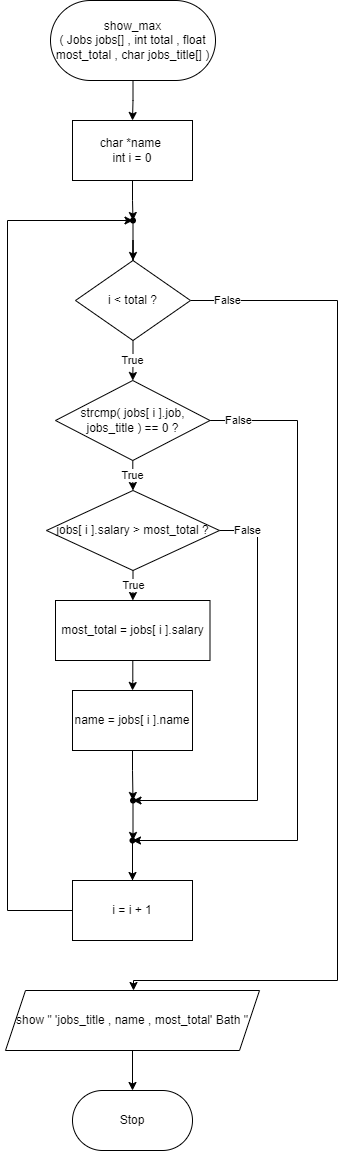 show_max
( Jobs jobs[] , int total , float
most_total , char jobs_title[] )
char *name
int i = 0
i < total ?
False
True
strcmp( jobs[ i ].job,
jobs_title ) == 0 ?
False
True
jobs[ i ].salary > most_total ?
False
True
most_total = jobs[ i ].salary
name = jobs[ i ].name
i = i + 1
show " 'jobs_title , name , most_total' Bath "
Stop